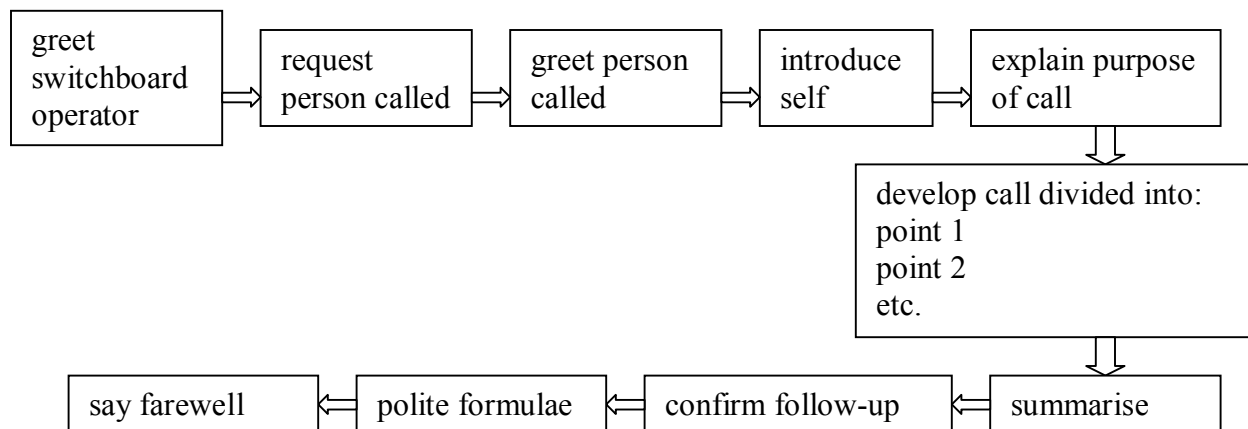 greet
switchboard
operator
request
person called
greet person
called
introduce
self
explain purpose
of call
develop call divided into:
point 1
point 2
etc.
summarise
confirm follow-up
polite formulae
say farewell